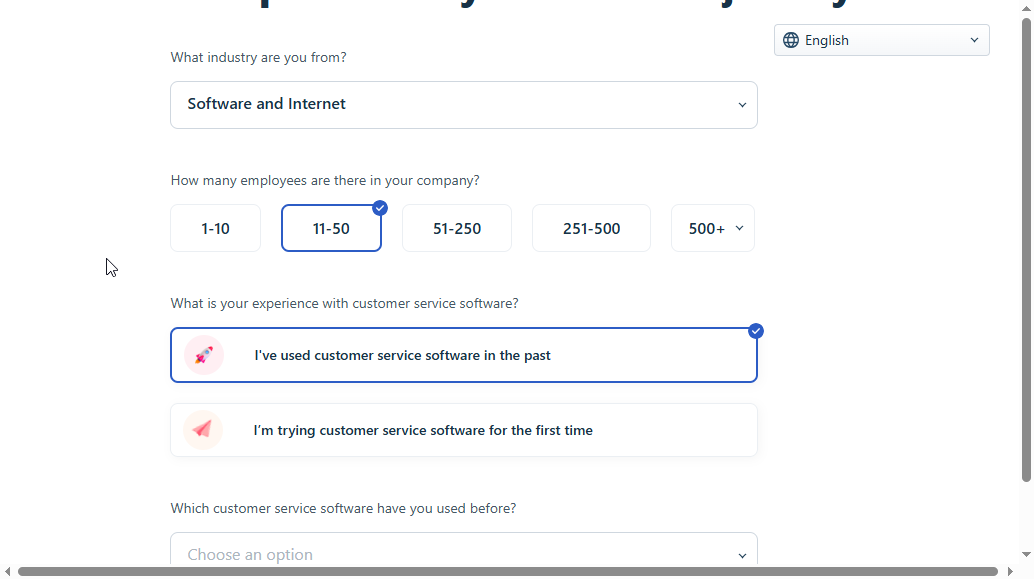 English
What industry are you from?
Software and Internet
How many employees are there in your company?
1-10
11-50
51-250
251-500
500+
What is your experience with customer service software?
I've used customer service software in the past
I'm trying customer service software for the first time
Which customer service software have you used before?
Choose an option